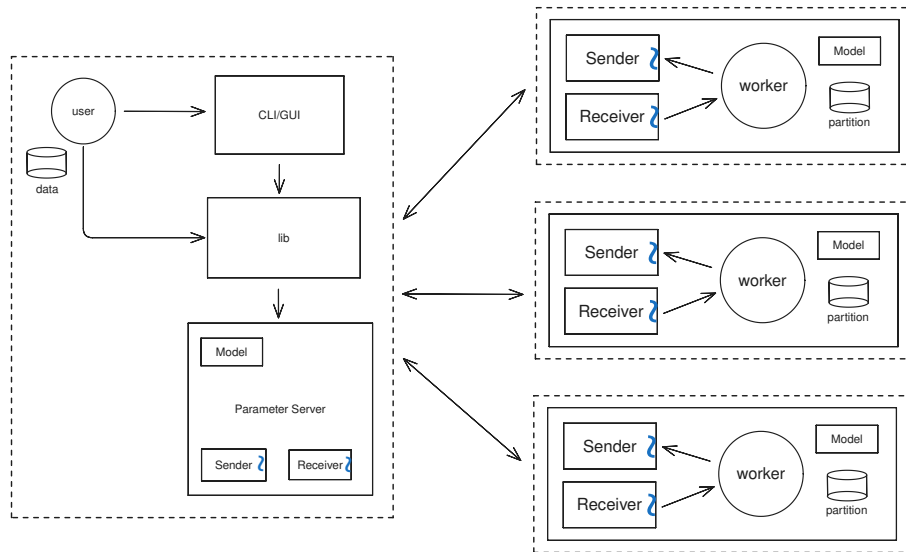 user
data
CLI/GUI
lib
Model
Parameter Server
Sender
Receiver
Sender
Receiver
worker
Model
partition
Sender
Receiver
worker
Model
partition
Sender
Receiver
worker
Model
partition